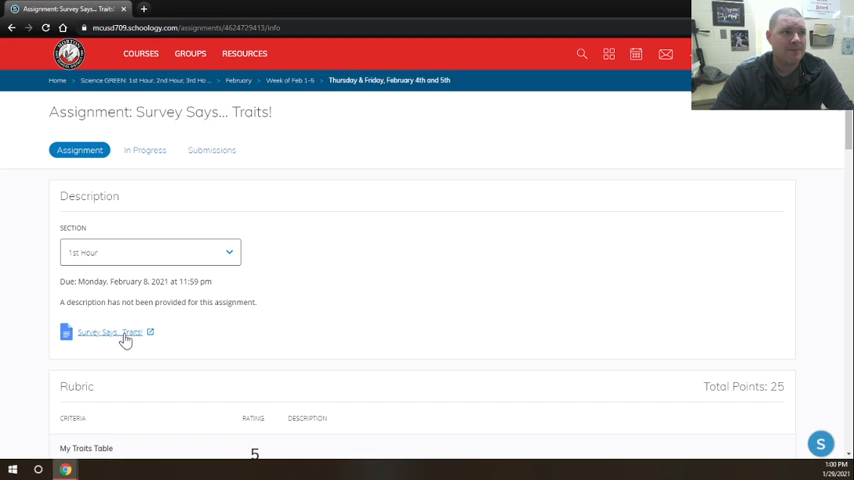 Assignment: Survey Says... Traits!
mcusd709.schoology.com/assignments/4624729413/info
COURSES GROUPS RESOURCES
Home > Science GREEN: 1st Hour, 2nd Hour, 3rd Ho ... > February > Week of Feb 1-5 > Thursday & Friday, February 4th and 5th
Assignment: Survey Says... Traits!
Assignment In Progress Submissions
Description
SECTION
1st Hour
Due: Monday, February 8, 2021 at 11:59 pm
A description has not been provided for this assignment.
Survey Says...Traits!
Rubric Total Points: 25
CRITERIA RATING DESCRIPTION
My Traits Table
5
S
1:00 PM
1/29/2021